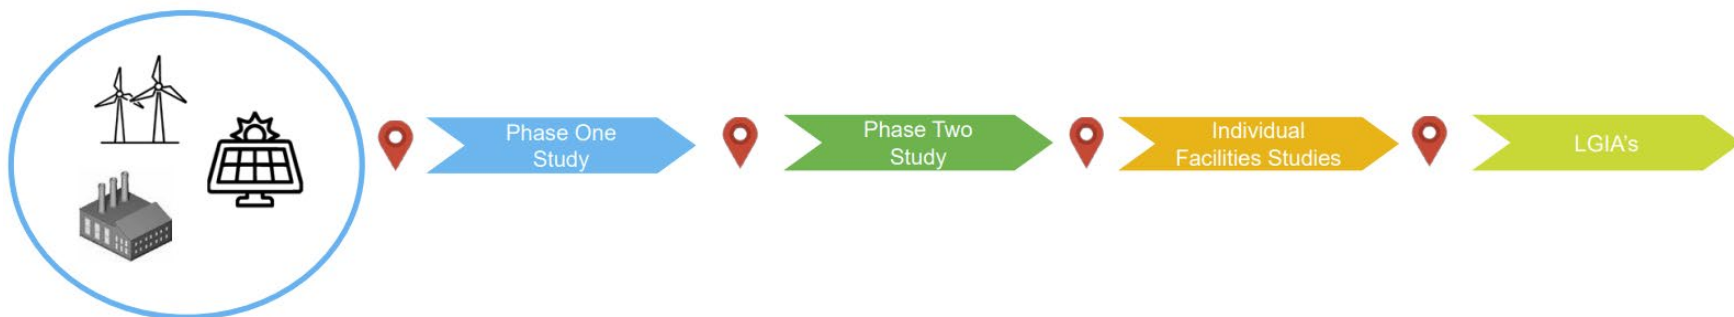 Phase One
Study
Phase Two
Study
Individual
Facilities Studies
LGIA's